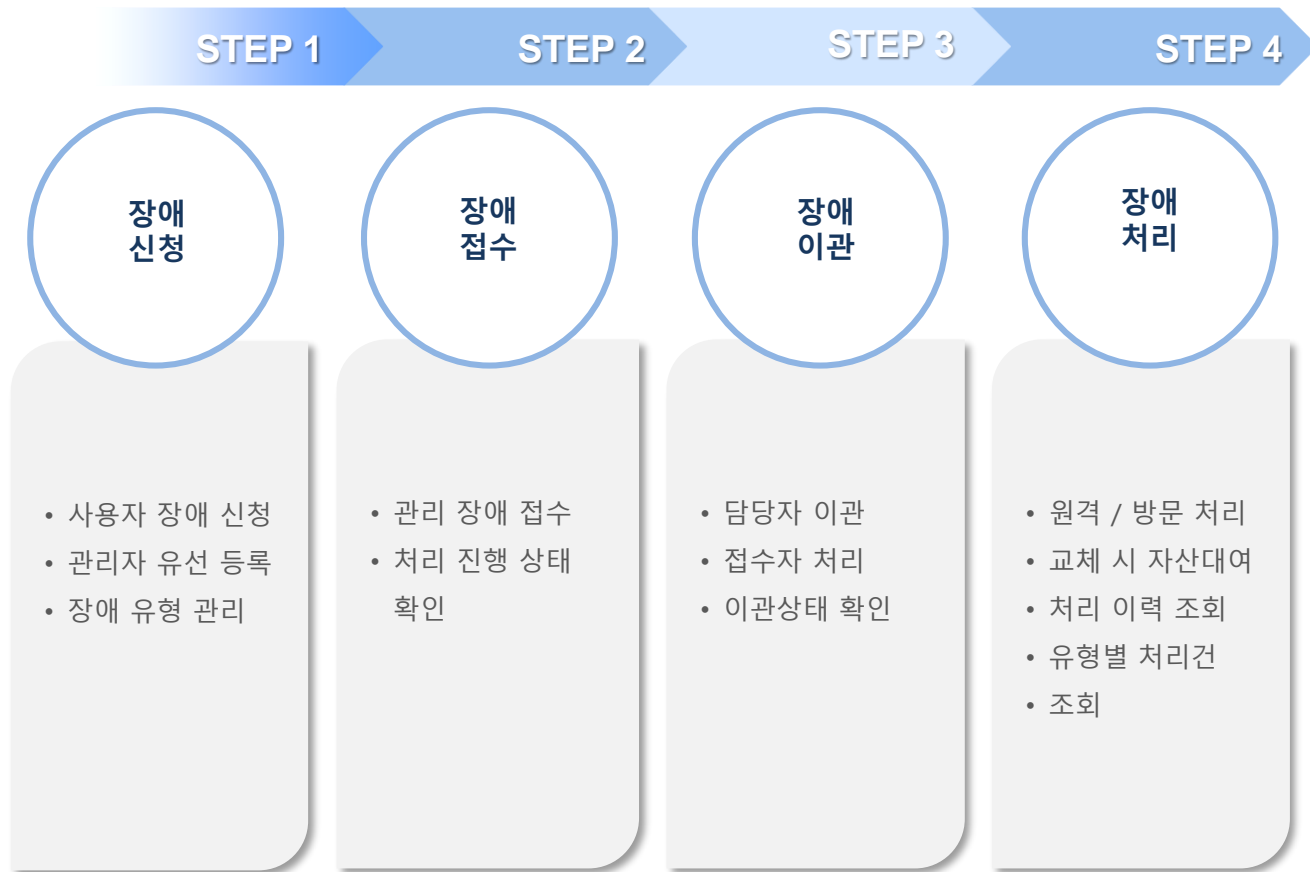 STEP 1
STEP 2
STEP 3
STEP 4
장애
신청
장애
접수
장애
이관
장애
처리
• 사용자 장애 신청
• 관리자 유선 등록
• 장애 유형 관리
• 관리 장애 접수
• 처리 진행 상태
확인
• 담당자 이관
• 접수자 처리
• 이관상태 확인
• 원격 / 방문 처리
• 교체 시 자산대여
• 처리 이력 조회
• 유형별 처리건
• 조회